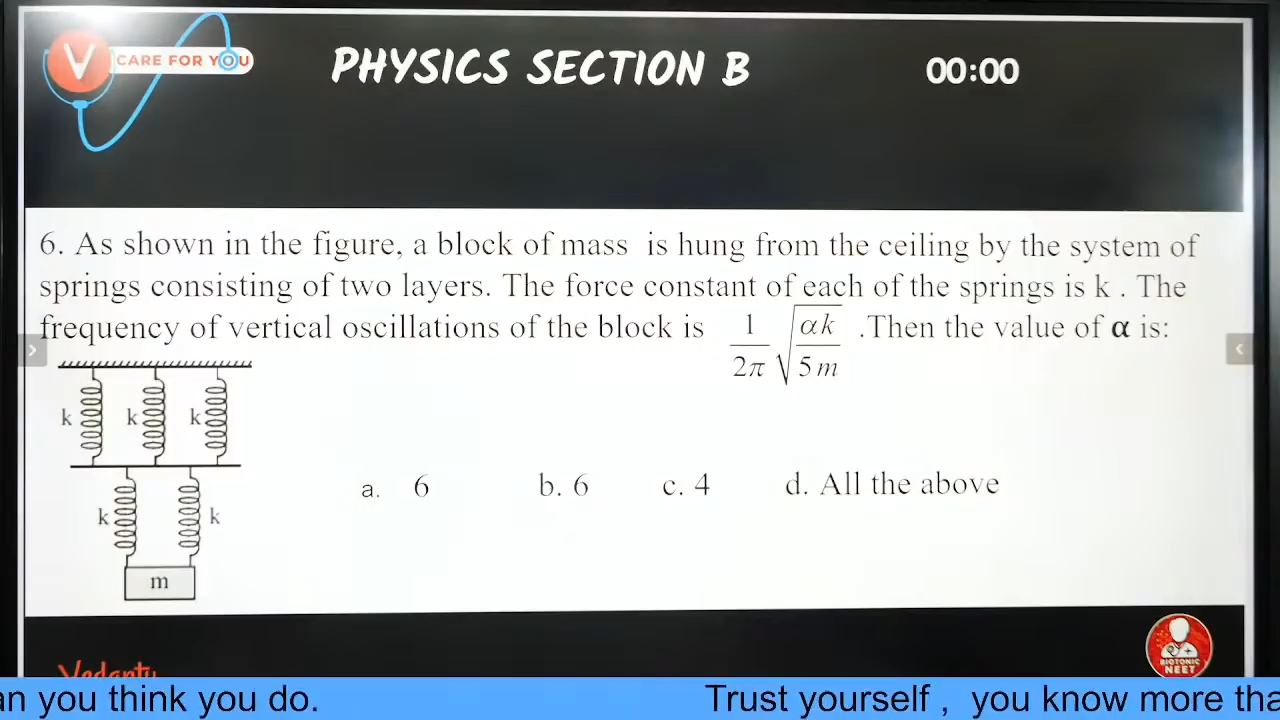 V
CARE FOR YOU
PHYSICS SECTION B
00:00
6. As shown in the figure, a block of mass is hung from the ceiling by the system of
springs consisting of two layers. The force constant of each of the springs is k . The
frequency of vertical oscillations of the block is 1/2π √(αk/5m) .Then the value of α is:
k k k
k k
m
a. 6 b. 6 c. 4 d. All the above
Vedantu
BIOTONIC
NEET
an you think you do. Trust yourself , you know more tha